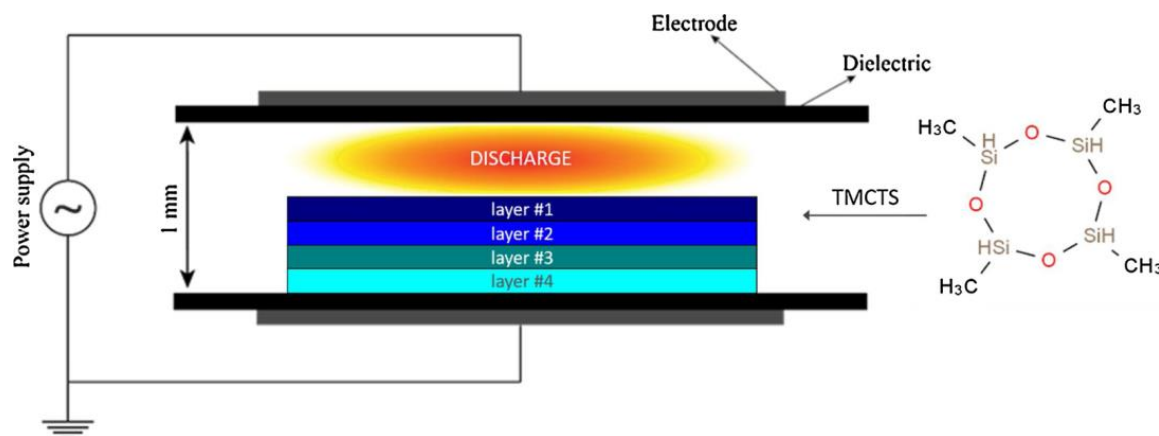 Electrode
Dielectric
Power supply
1 mm
DISCHARGE
layer #1
layer #2
layer #3
layer #4
TMCTS
CH3
H3C
H
Si
O
SiH
O
O
HSi
SiH
O
H3C
CH3